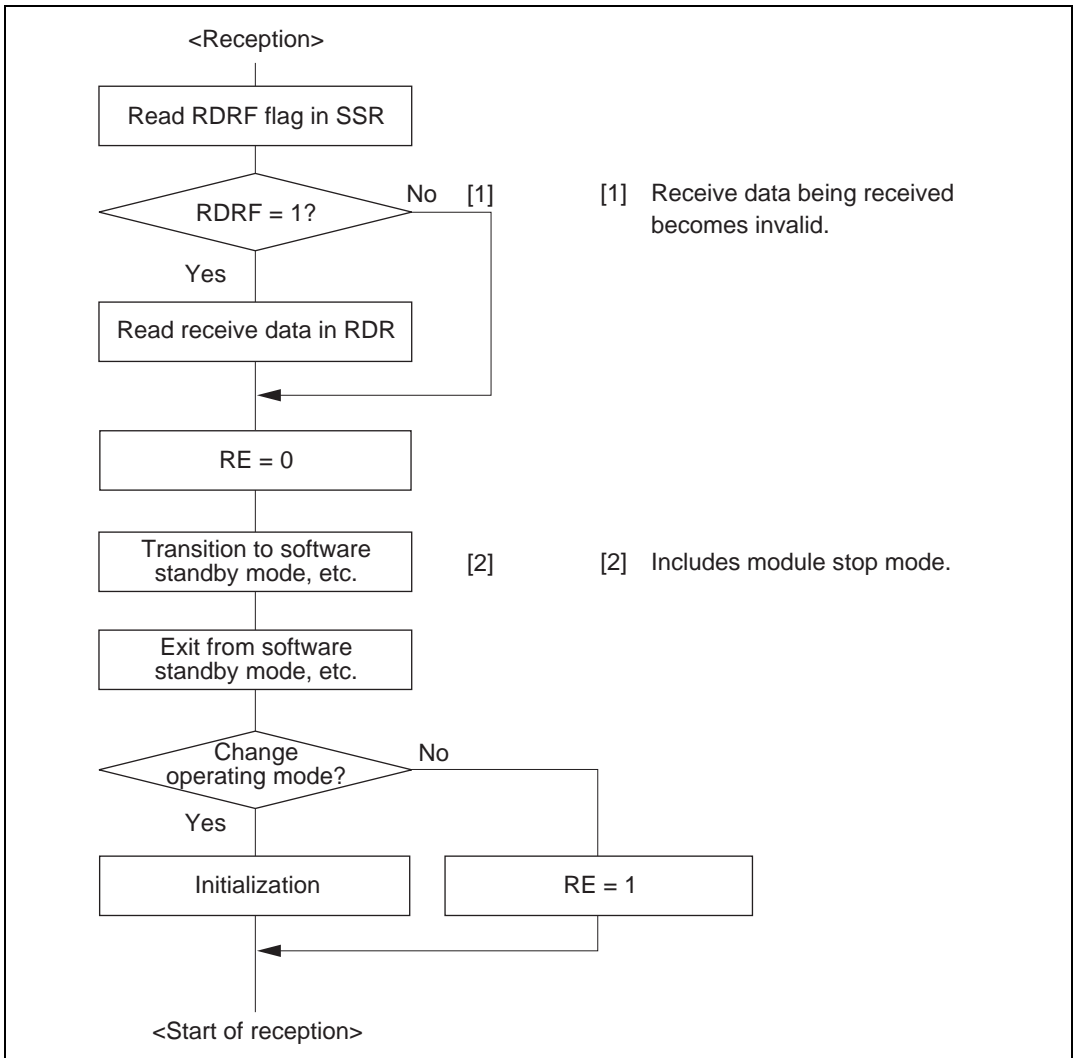 <Reception>
Read RDRF flag in SSR
RDRF = 1?
No [1]
[1] Receive data being received
becomes invalid.
Yes
Read receive data in RDR
RE = 0
Transition to software
standby mode, etc.
[2]
[2] Includes module stop mode.
Exit from software
standby mode, etc.
Change
operating mode?
No
Yes
Initialization
RE = 1
<Start of reception>